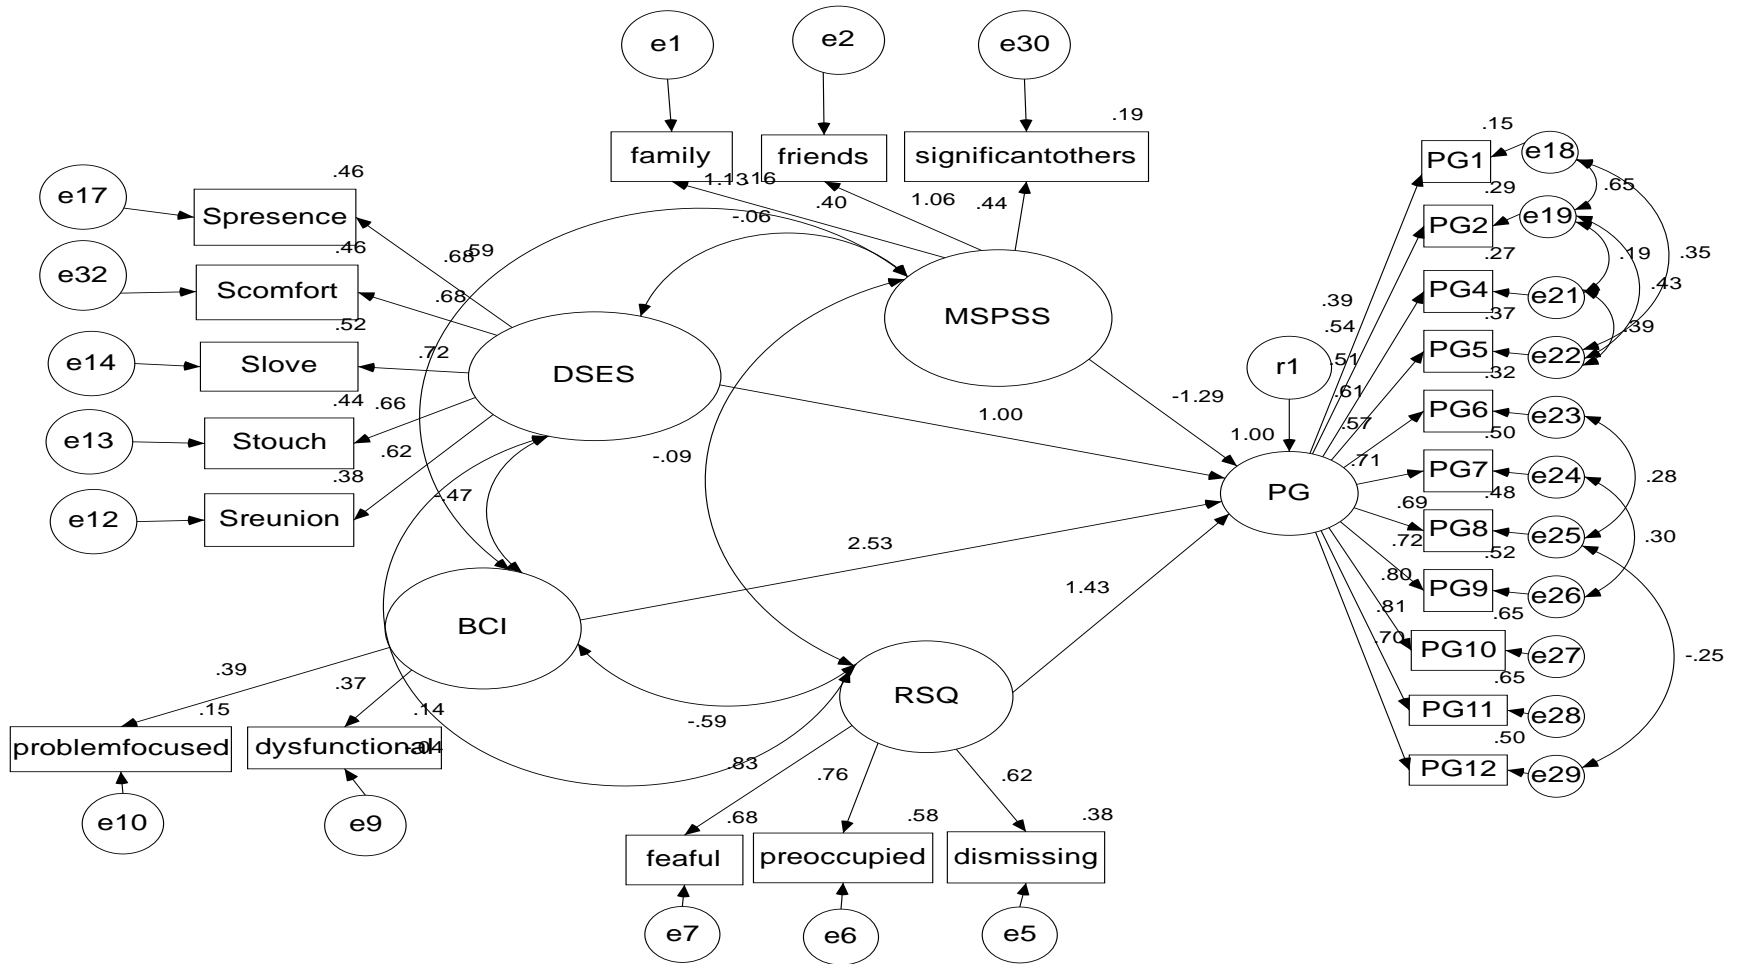 e1
e2
e30
.19
family
friends
significantothers
1.13
.16
.40
1.06
.44
-.06
e17
.46
Spresence
.59
.68
e32
.46
Scomfort
.68
e14
.52
Slove
.72
e13
.44
.66
Stouch
.62
e12
.38
Sreunion
-.47
DSES
MSPSS
-.09
1.00
-1.29
r1
1.00
PG
2.53
1.43
BCI
RSQ
-.59
.39
.37
.15
.14
problemfocused
dysfunctional
-.04
e10
e9
.83
.76
.62
.68
.58
.38
feaful
preoccupied
dismissing
e7
e6
e5
.15
PG1
e18
.65
.29
PG2
e19
.19
.35
.27
PG4
e21
.43
.39
.37
PG5
e22
.39
.32
.54
.51
.61
.57
PG6
e23
.50
.71
PG7
e24
.28
.48
.69
PG8
e25
.30
.52
.72
PG9
e26
.65
.80
.81
PG10
e27
.70
.65
-.25
PG11
e28
.50
PG12
e29